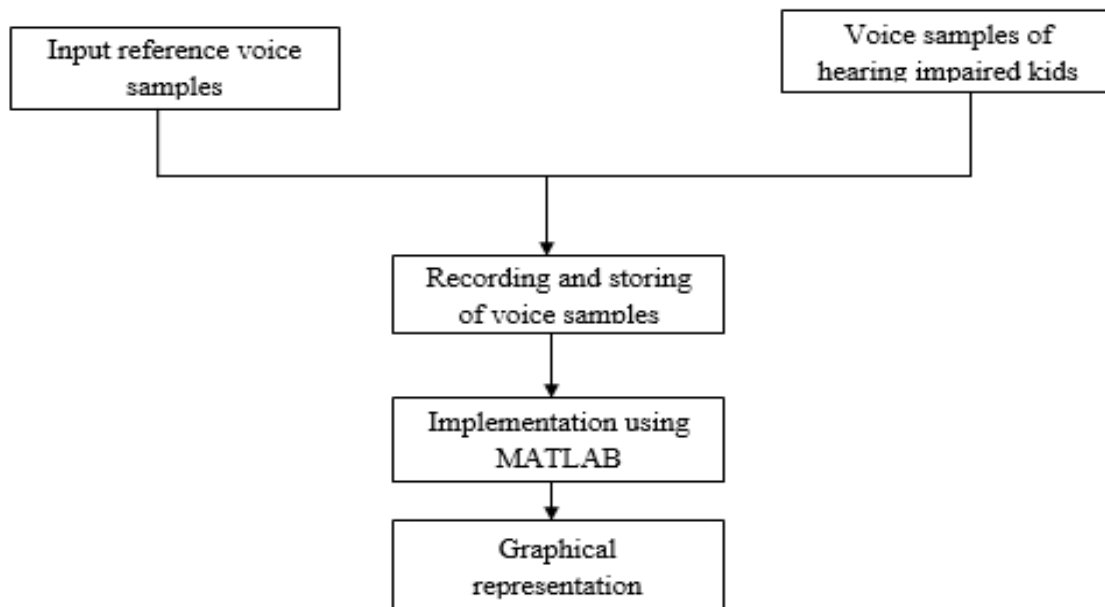 Input reference voice
samples
Voice samples of
hearing impaired kids
Recording and storing
of voice samples
Implementation using
MATLAB
Graphical
representation